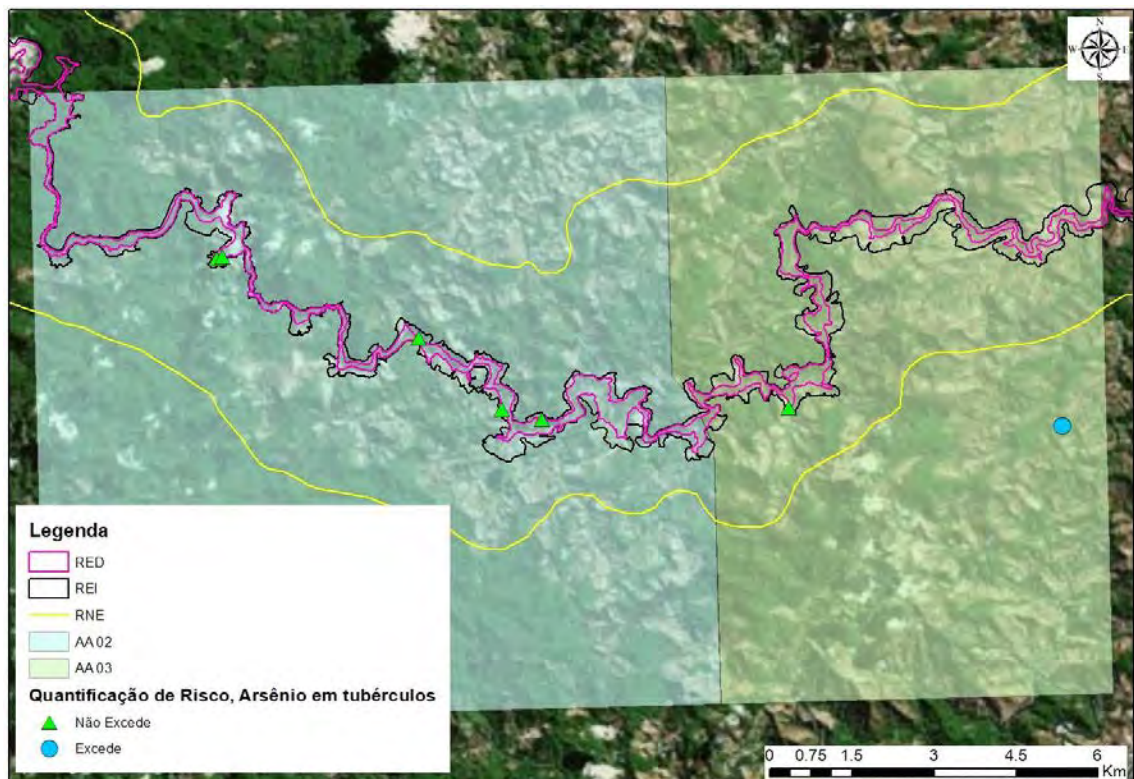 N
W
S
Legenda
RED
REI
RNE
AA 02
AA 03
Quantificação de Risco, Arsênio em tubérculos
Não Excede
Excede
0 0.75 1.5 3 4.5 6
Km